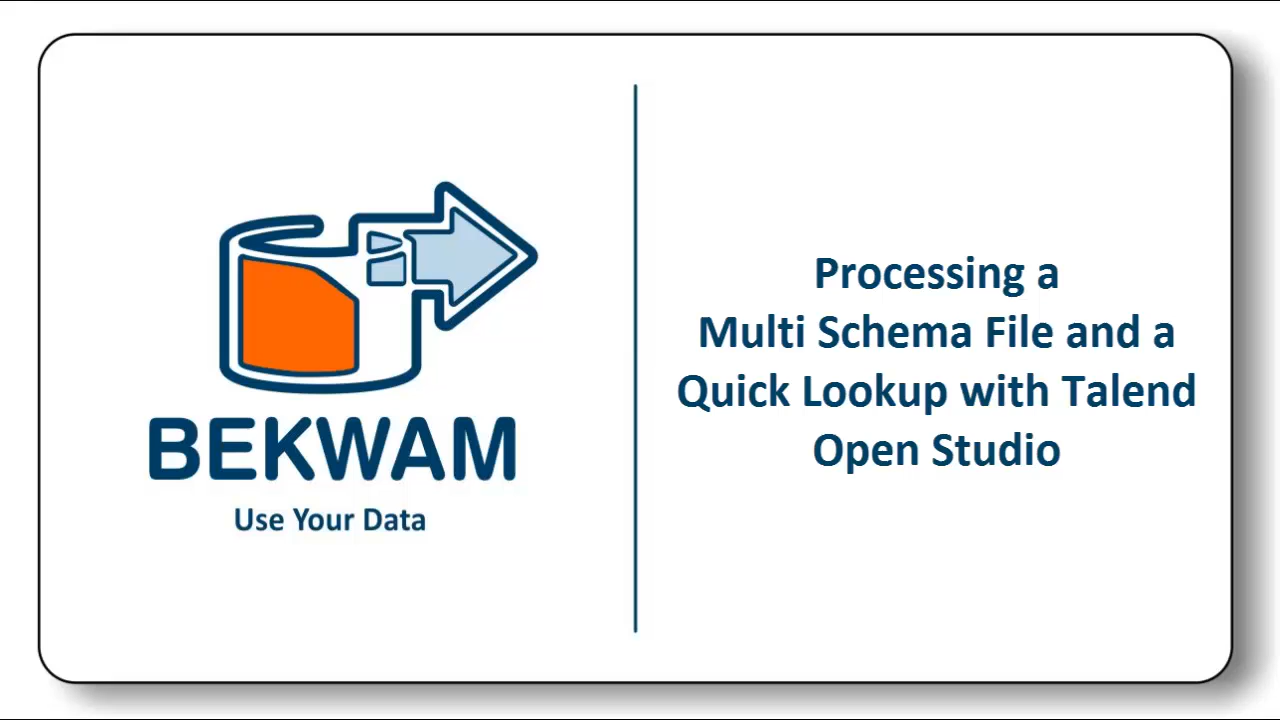 BEKWAM
Use Your Data
Processing a
Multi Schema File and a
Quick Lookup with Talend
Open Studio